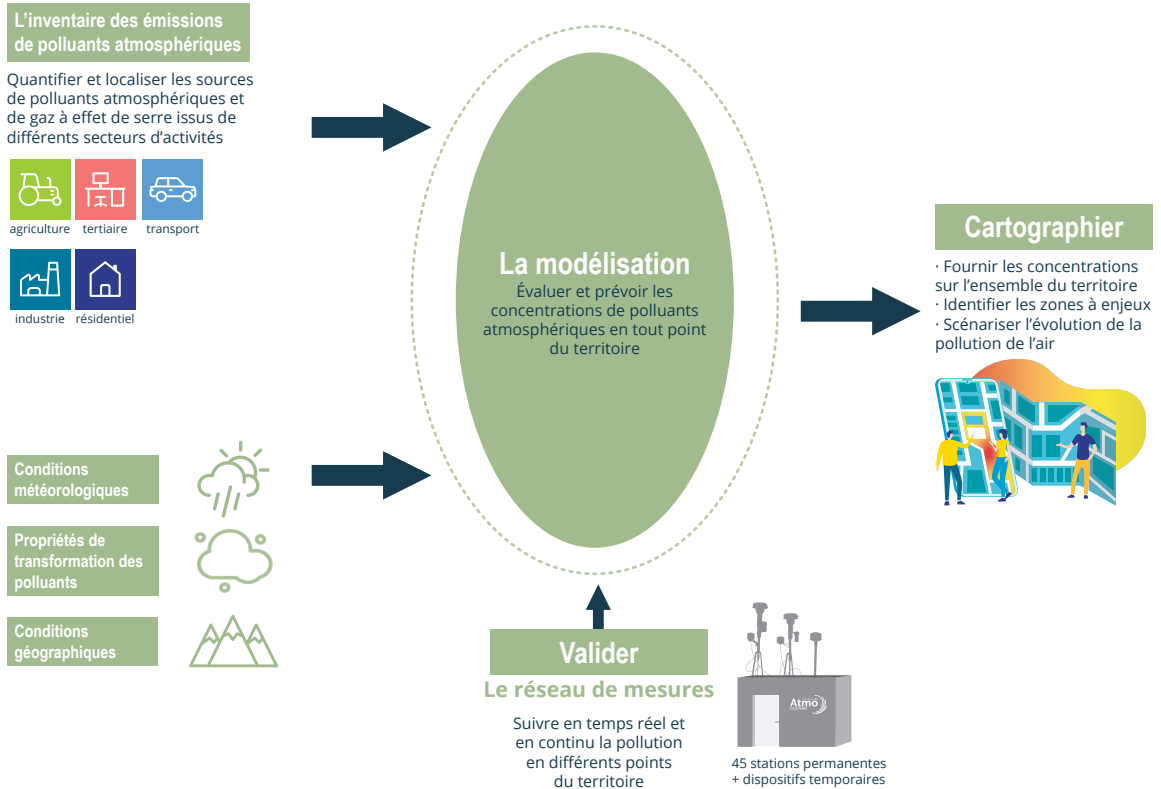 L’inventaire des émissions
de polluants atmosphériques
Quantifier et localiser les sources
de polluants atmosphériques et
de gaz à effet de serre issus de
différents secteurs d’activités
agriculture
tertiaire
transport
industrie
résidentiel
Conditions
météorologiques
Propriétés de
transformation des
polluants
Conditions
géographiques
La modélisation
Évaluer et prévoir les
concentrations de polluants
atmosphériques en tout point
du territoire
Valider
Le réseau de mesures
Suivre en temps réel et
en continu la pollution
en différents points
du territoire
Atmo
45 stations permanentes
+ dispositifs temporaires
Cartographier
· Fournir les concentrations
sur l’ensemble du territoire
· Identifier les zones à enjeux
· Scénariser l’évolution de la
pollution de l’air